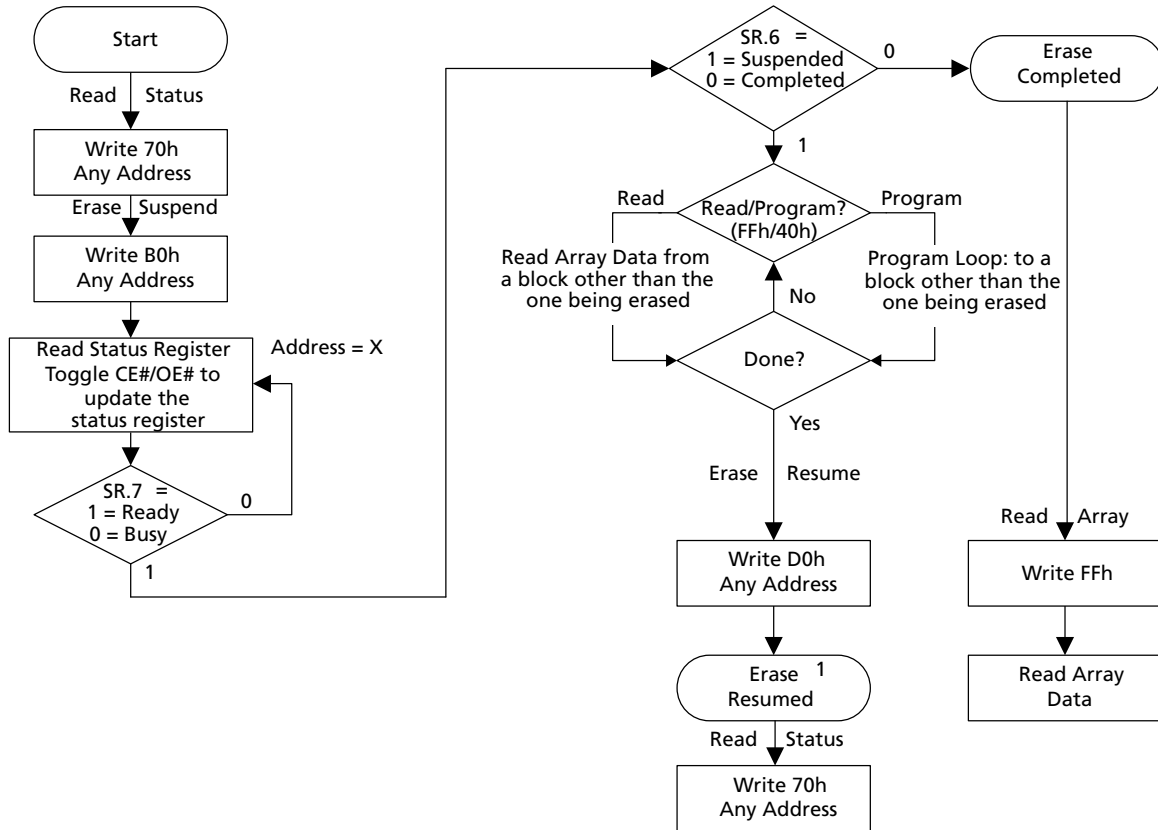 Start
Read Status
Write 70h
Any Address
Erase Suspend
Write B0h
Any Address
Read Status Register
Toggle CE#/OE# to
update the
status register
Address = X
SR.7 =
1 = Ready
0 = Busy
0
1
SR.6 =
1 = Suspended
0 = Completed
0
1
Erase
Completed
Read/Program?
(FFh/40h)
Read
Program
Read Array Data from
a block other than the
one being erased
Program Loop: to a
block other than the
one being erased
No
Done?
Yes
Erase Resume
Write D0h
Any Address
Erase 1
Resumed
Read Status
Write 70h
Any Address
Read Array
Write FFh
Read Array
Data